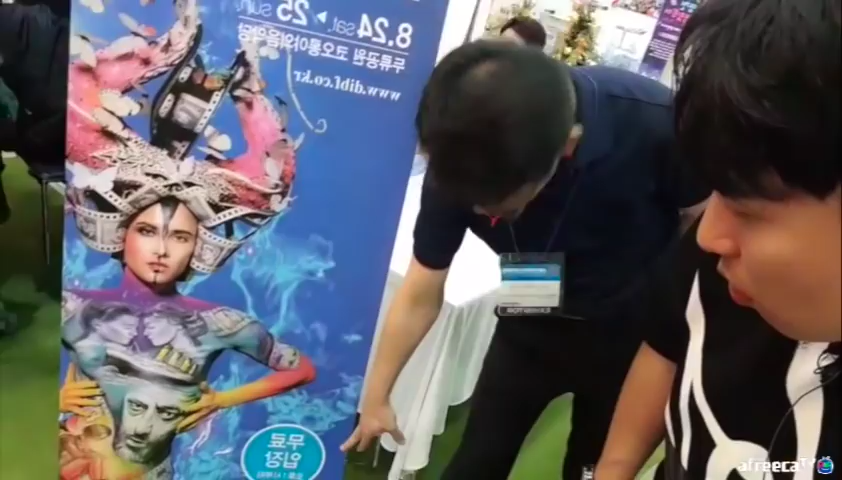 8.24 sat. ▶ 25 sun.
두류공원 코오롱야외음악당
www.dibf.co.kr
무료
입장
EXHIBITOR
afreecaTV